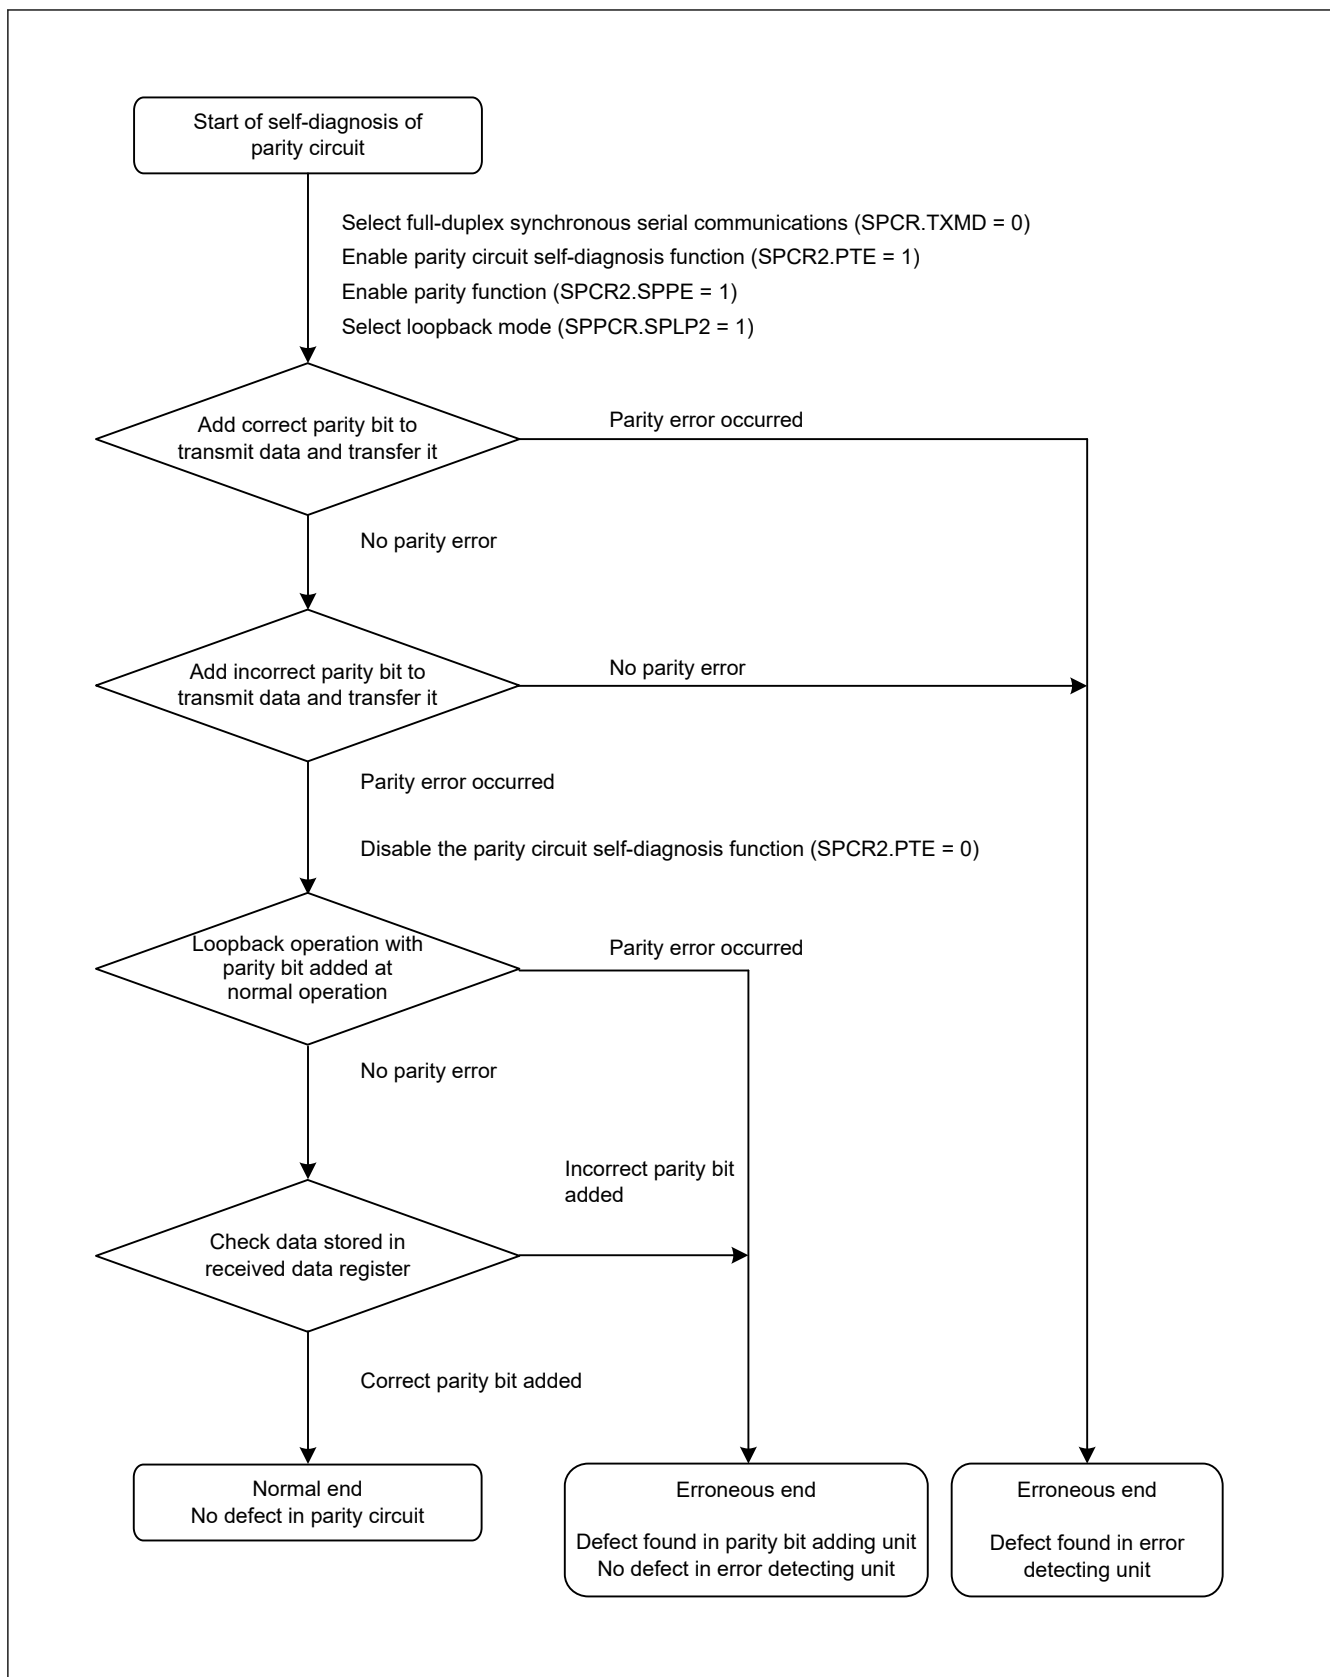 Start of self-diagnosis of
parity circuit
Select full-duplex synchronous serial communications (SPCR.TXMD = 0)
Enable parity circuit self-diagnosis function (SPCR2.PTE = 1)
Enable parity function (SPCR2.SPPE = 1)
Select loopback mode (SPPCR.SPLP2 = 1)
Add correct parity bit to
transmit data and transfer it
Parity error occurred
No parity error
Add incorrect parity bit to
transmit data and transfer it
No parity error
Parity error occurred
Disable the parity circuit self-diagnosis function (SPCR2.PTE = 0)
Loopback operation with
parity bit added at
normal operation
Parity error occurred
No parity error
Incorrect parity bit
added
Check data stored in
received data register
Correct parity bit added
Normal end
No defect in parity circuit
Erroneous end
Defect found in parity bit adding unit
No defect in error detecting unit
Erroneous end
Defect found in error
detecting unit